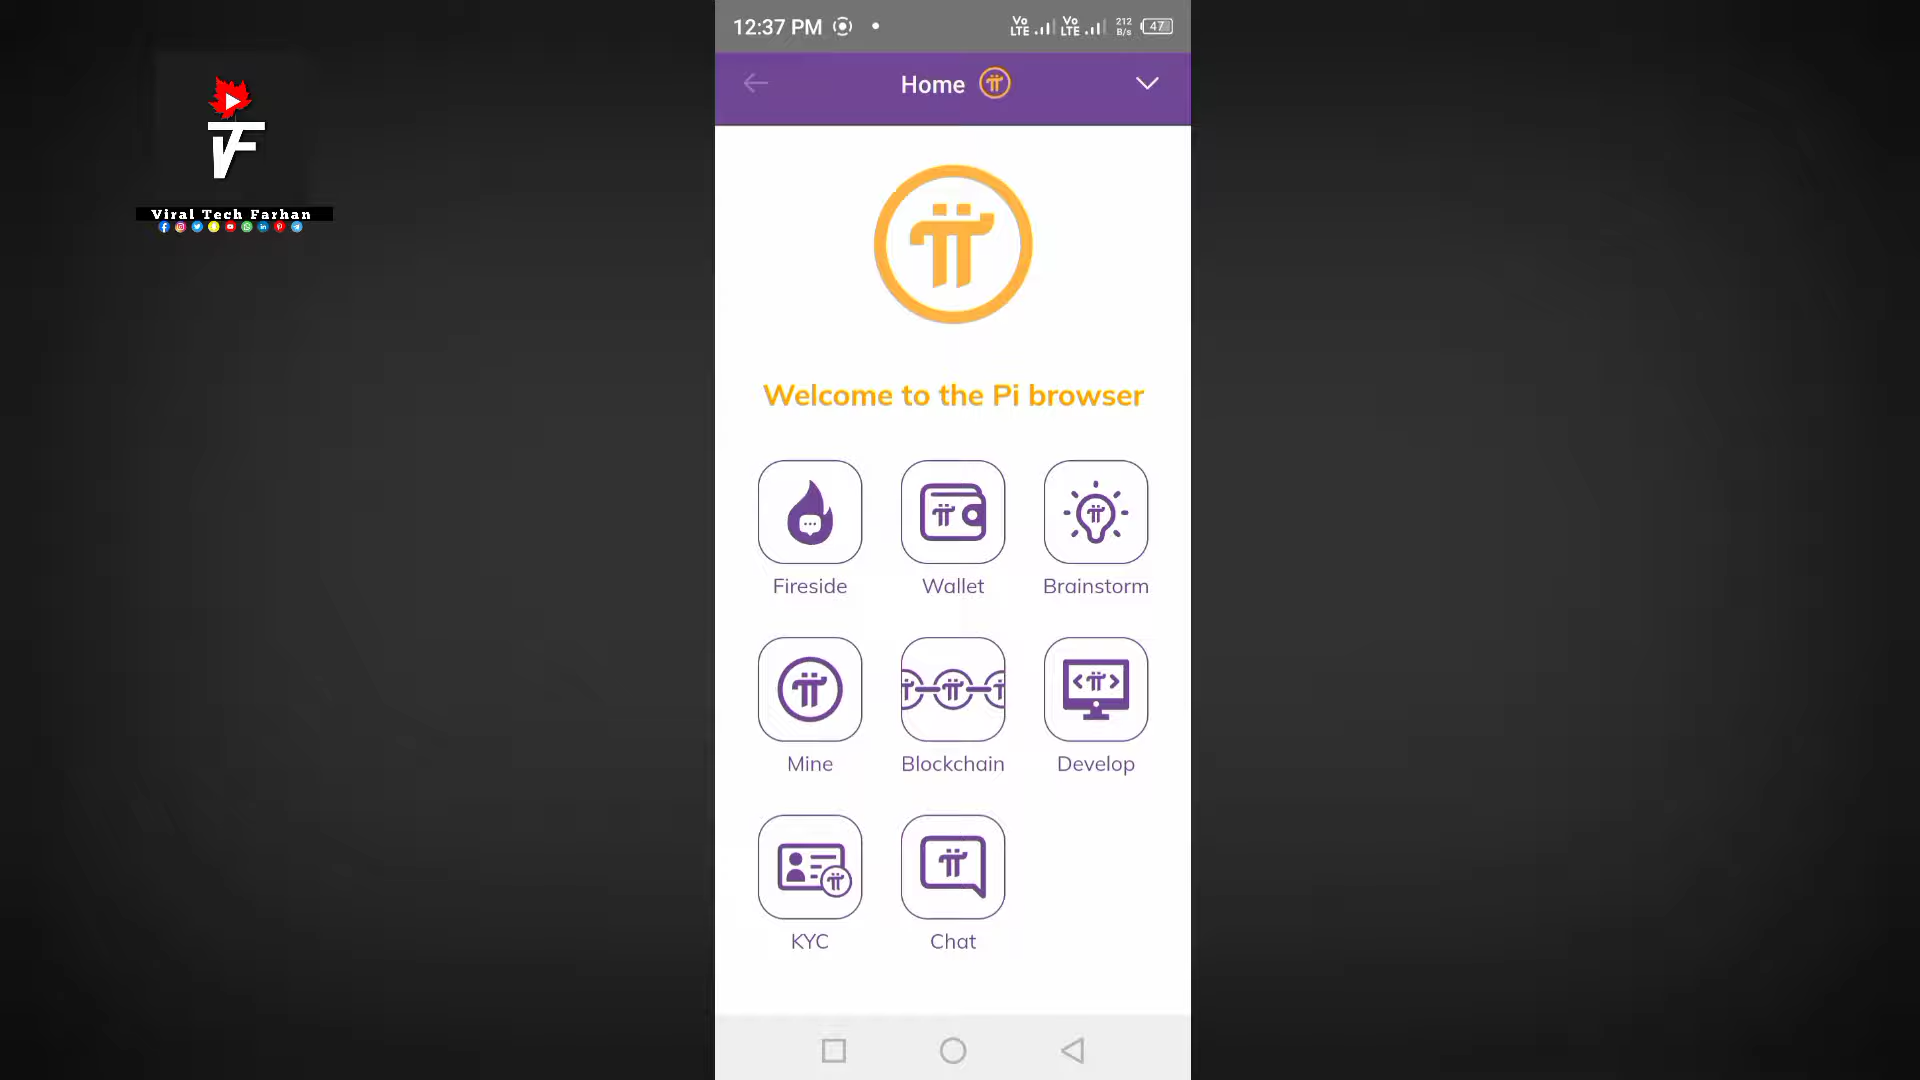 VF
Viral Tech Farhan
12:37 PM
Vo LTE Vo LTE 212 B/s 47
Home
Welcome to the Pi browser
Fireside
Wallet
Brainstorm
Mine
Blockchain
Develop
KYC
Chat